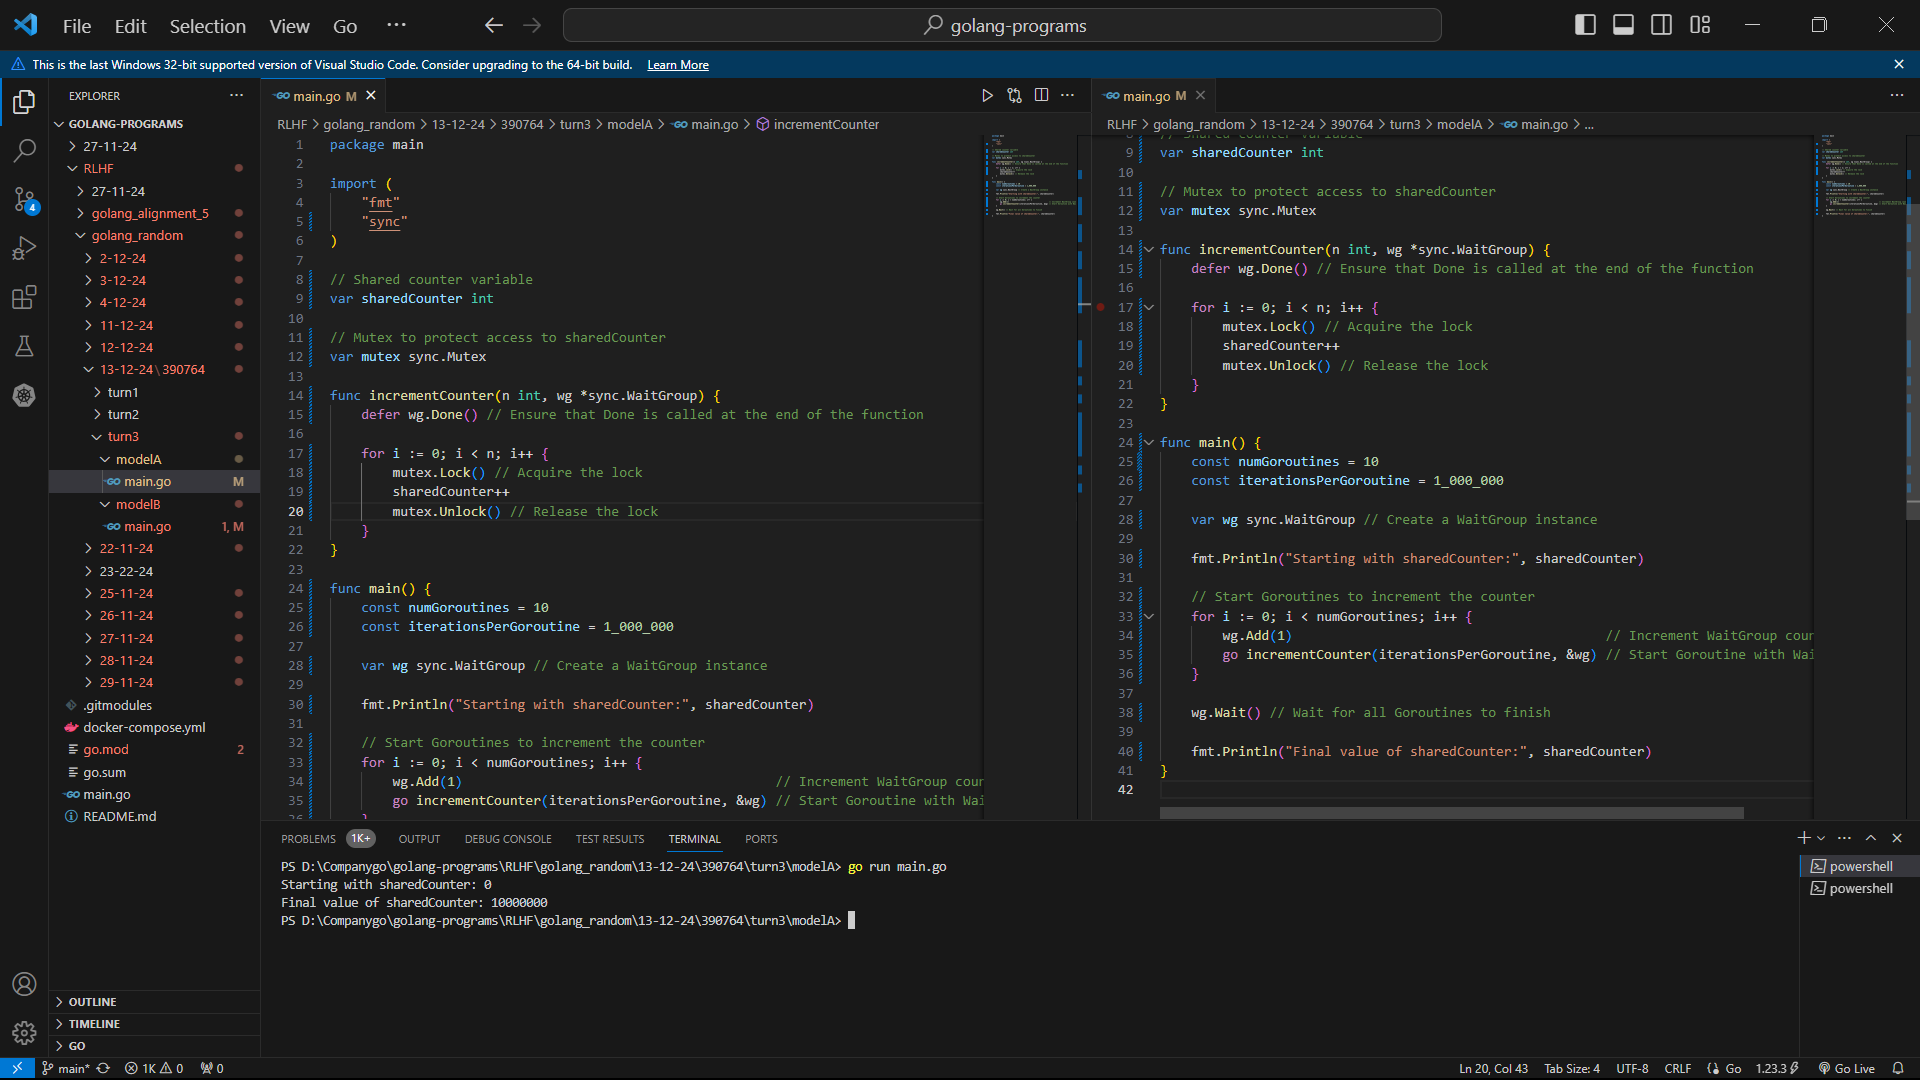 File Edit Selection View Go ···
golang-programs
This is the last Windows 32-bit supported version of Visual Studio Code. Consider upgrading to the 64-bit build. Learn More
EXPLORER
GOLANG-PROGRAMS
27-11-24
RLHF
27-11-24
golang_alignment_5
golang_random
2-12-24
3-12-24
4-12-24
11-12-24
12-12-24
13-12-24\390764
turn1
turn2
turn3
modelA
main.go M
modelB
main.go 1, M
22-11-24
23-22-24
25-11-24
26-11-24
27-11-24
28-11-24
29-11-24
.gitmodules
docker-compose.yml
go.mod 2
go.sum
main.go
README.md
OUTLINE
TIMELINE
GO
4
main.go M
RLHF > golang_random > 13-12-24 > 390764 > turn3 > modelA > main.go > incrementCounter
1 package main
2
3 import (
4 "fmt"
5 "sync"
6 )
7
8 // Shared counter variable
9 var sharedCounter int
10
11 // Mutex to protect access to sharedCounter
12 var mutex sync.Mutex
13
14 func incrementCounter(n int, wg *sync.WaitGroup) {
15 defer wg.Done() // Ensure that Done is called at the end of the function
16
17 for i := 0; i < n; i++ {
18 mutex.Lock() // Acquire the lock
19 sharedCounter++
20 mutex.Unlock() // Release the lock
21 }
22 }
23
24 func main() {
25 const numGoroutines = 10
26 const iterationsPerGoroutine = 1_000_000
27
28 var wg sync.WaitGroup // Create a WaitGroup instance
29
30 fmt.Println("Starting with sharedCounter:", sharedCounter)
31
32 // Start Goroutines to increment the counter
33 for i := 0; i < numGoroutines; i++ {
34 wg.Add(1) // Increment WaitGroup cour
35 go incrementCounter(iterationsPerGoroutine, &wg) // Start Goroutine with Wai
36 }
main.go M
RLHF > golang_random > 13-12-24 > 390764 > turn3 > modelA > main.go > ...
8 // Shared counter variable
9 var sharedCounter int
10
11 // Mutex to protect access to sharedCounter
12 var mutex sync.Mutex
13
14 func incrementCounter(n int, wg *sync.WaitGroup) {
15 defer wg.Done() // Ensure that Done is called at the end of the function
16
17 for i := 0; i < n; i++ {
18 mutex.Lock() // Acquire the lock
19 sharedCounter++
20 mutex.Unlock() // Release the lock
21 }
22 }
23
24 func main() {
25 const numGoroutines = 10
26 const iterationsPerGoroutine = 1_000_000
27
28 var wg sync.WaitGroup // Create a WaitGroup instance
29
30 fmt.Println("Starting with sharedCounter:", sharedCounter)
31
32 // Start Goroutines to increment the counter
33 for i := 0; i < numGoroutines; i++ {
34 wg.Add(1) // Increment WaitGroup cour
35 go incrementCounter(iterationsPerGoroutine, &wg) // Start Goroutine with Wai
36 }
37
38 wg.Wait() // Wait for all Goroutines to finish
39
40 fmt.Println("Final value of sharedCounter:", sharedCounter)
41 }
42
PROBLEMS 1K+ OUTPUT DEBUG CONSOLE TEST RESULTS TERMINAL PORTS
PS D:\Companygo\golang-programs\RLHF\golang_random\13-12-24\390764\turn3\modelA> go run main.go
Starting with sharedCounter: 0
Final value of sharedCounter: 10000000
PS D:\Companygo\golang-programs\RLHF\golang_random\13-12-24\390764\turn3\modelA>
powershell
powershell
main* 1K 0 0 Ln 20, Col 43 Tab Size: 4 UTF-8 CRLF Go 1.23.3 Go Live